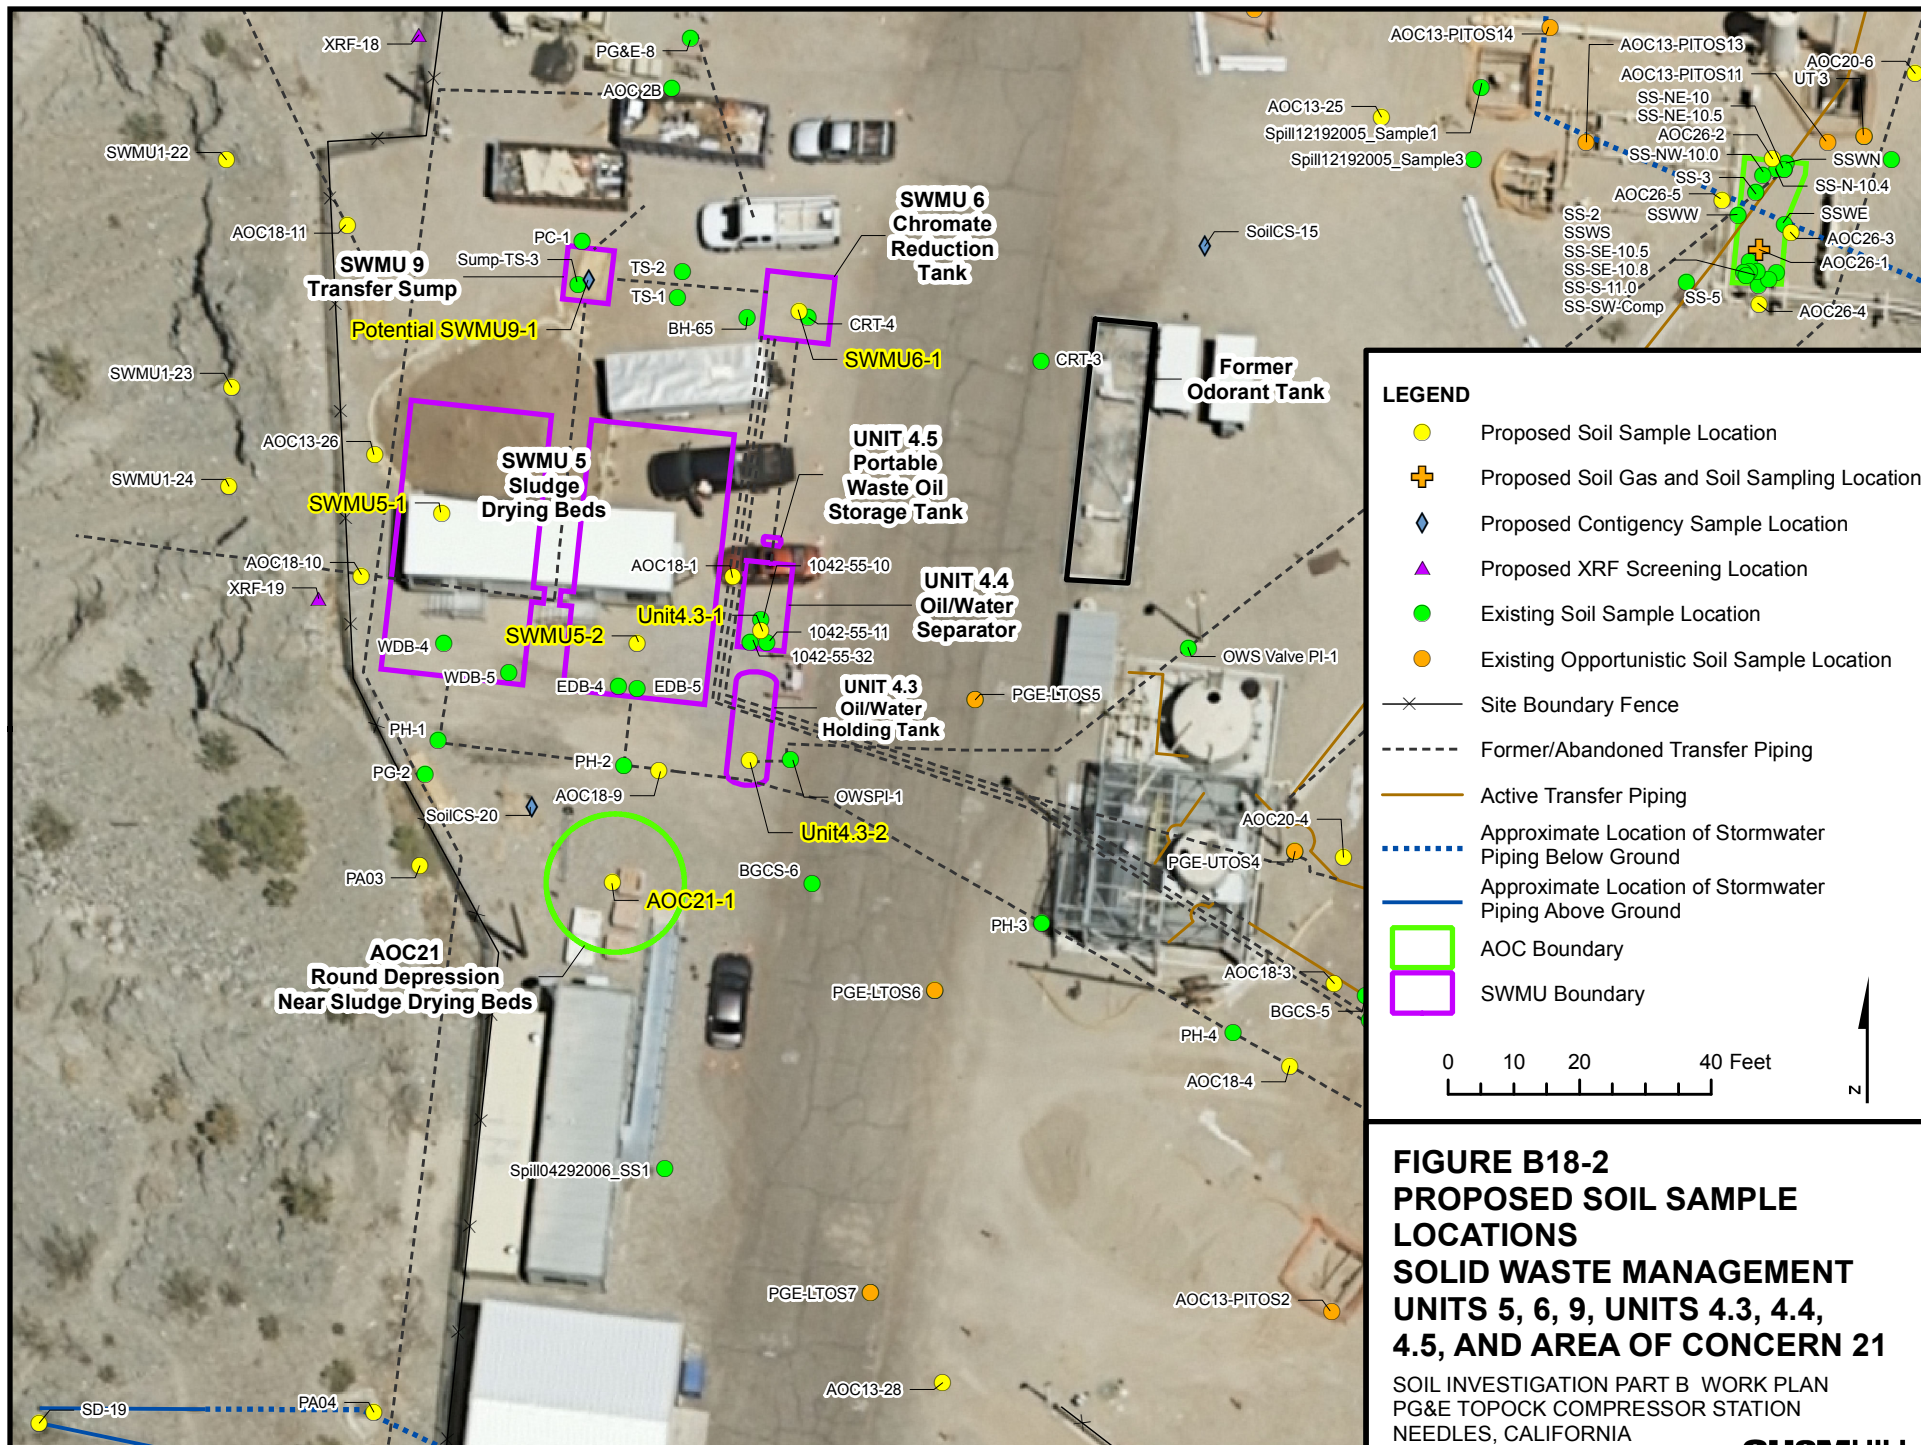 XRF-18
PG&E-8
AOC-2B
SWMU1-22
AOC18-11
SWMU 9
Transfer Sump
PC-1
Sump-TS-3
TS-2
TS-1
Potential SWMU9-1
BH-65
SWMU 6
Chromate
Reduction
Tank
CRT-4
SWMU6-1
SoilCS-15
CRT-3
Former
Odorant Tank
AOC13-PITOS14
AOC13-PITOS13
AOC13-PITOS11
AOC20-6
UT 3
AOC13-25
Spill12192005_Sample1
Spill12192005_Sample3
SS-NE-10
SS-NE-10.5
AOC26-2
SS-NW-10.0
SS-3
AOC26-5
SSWW
SSWN
SS-N-10.4
SSWE
AOC26-3
AOC26-1
SS-2
SSWS
SS-SE-10.5
SS-SE-10.8
SS-S-11.0
SS-SW-Comp
SS-5
AOC26-4
SWMU1-23
AOC13-26
SWMU1-24
SWMU5-1
SWMU 5
Sludge
Drying Beds
UNIT 4.5
Portable
Waste Oil
Storage Tank
AOC18-10
XRF-19
AOC18-1
1042-55-10
UNIT 4.4
Oil/Water
Separator
Unit4.3-1
SWMU5-2
1042-55-11
1042-55-32
WDB-4
WDB-5
EDB-4
EDB-5
UNIT 4.3
Oil/Water
Holding Tank
PGE-LTOS5
OWS Valve PI-1
PH-1
PG-2
PH-2
AOC18-9
OWSPI-1
SoilCS-20
Unit4.3-2
PA03
BGCS-6
AOC21-1
AOC20-4
PGE-UTOS4
PH-3
AOC21
Round Depression
Near Sludge Drying Beds
PGE-LTOS6
AOC18-3
BGCS-5
PH-4
AOC18-4
Spill04292006_SS1
PGE-LTOS7
AOC13-PITOS2
AOC13-28
SD-19
PA04
LEGEND
Proposed Soil Sample Location
Proposed Soil Gas and Soil Sampling Location
Proposed Contigency Sample Location
Proposed XRF Screening Location
Existing Soil Sample Location
Existing Opportunistic Soil Sample Location
Site Boundary Fence
Former/Abandoned Transfer Piping
Active Transfer Piping
Approximate Location of Stormwater
Piping Below Ground
Approximate Location of Stormwater
Piping Above Ground
AOC Boundary
SWMU Boundary
0 10 20 40 Feet
Z
FIGURE B18-2
PROPOSED SOIL SAMPLE
LOCATIONS
SOLID WASTE MANAGEMENT
UNITS 5, 6, 9, UNITS 4.3, 4.4,
4.5, AND AREA OF CONCERN 21
SOIL INVESTIGATION PART B WORK PLAN
PG&E TOPOCK COMPRESSOR STATION
NEEDLES, CALIFORNIA